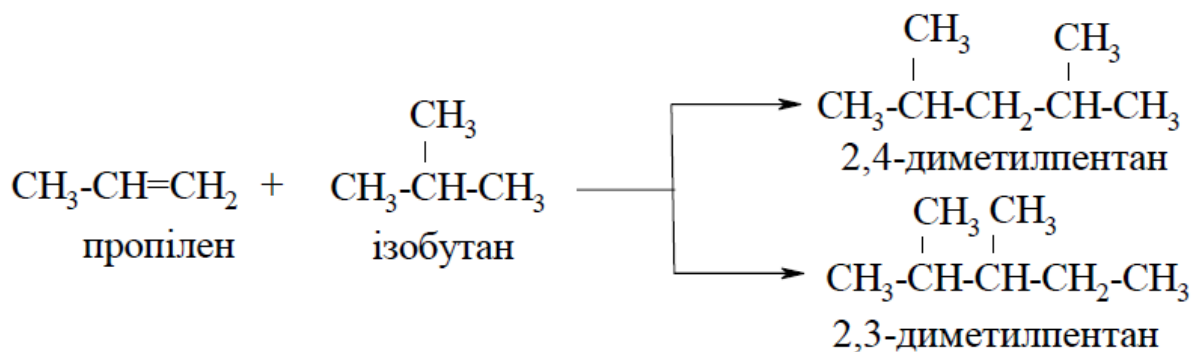 CH₃ CH₃
CH₃-CH-CH₂-CH-CH₃
2,4-диметилпентан
CH₃
CH₃-CH=CH₂ + CH₃-CH-CH₃
пропілен ізобутан
CH₃ CH₃
CH₃-CH-CH-CH₂-CH₃
2,3-диметилпентан